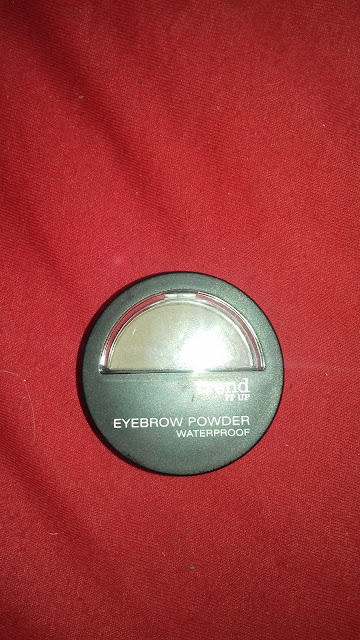 trend
IT UP
EYEBROW POWDER
WATERPROOF